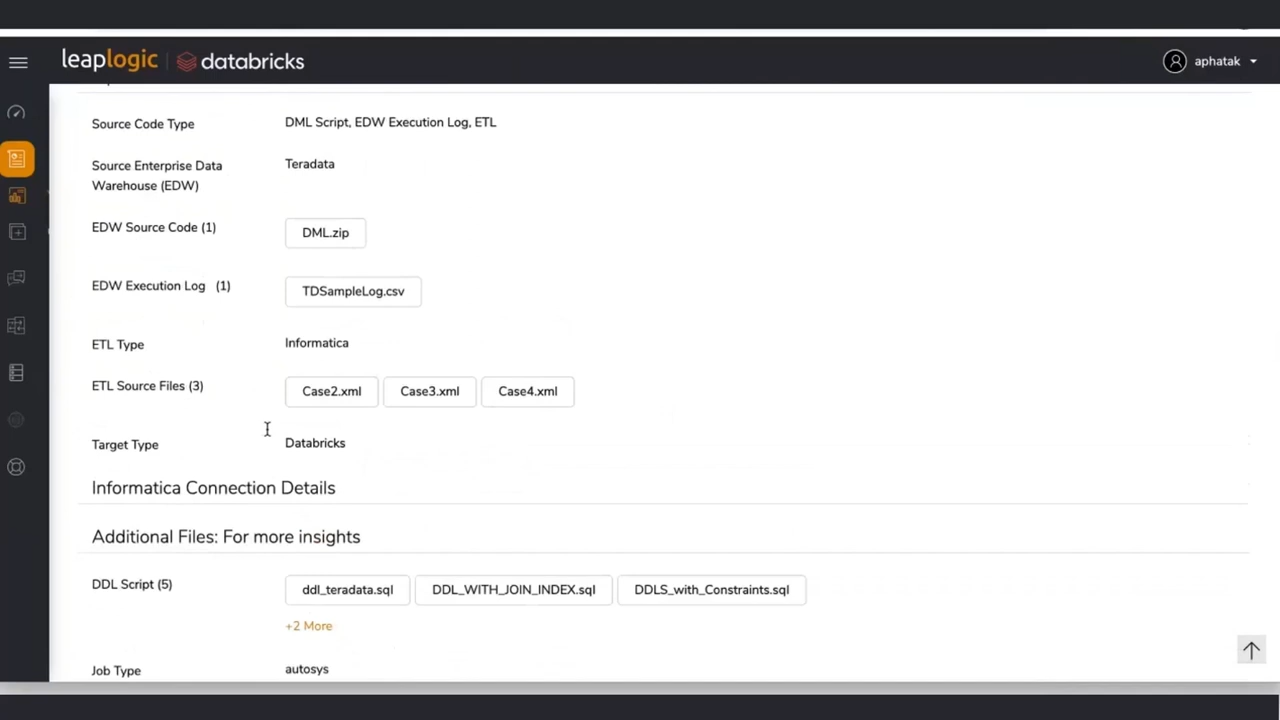 leaplogic databricks aphatak
Source Code Type DML Script, EDW Execution Log, ETL
Source Enterprise Data Teradata
Warehouse (EDW)
EDW Source Code (1) DML.zip
EDW Execution Log (1) TDSampleLog.csv
ETL Type Informatica
ETL Source Files (3) Case2.xml Case3.xml Case4.xml
Target Type Databricks
Informatica Connection Details
Additional Files: For more insights
DDL Script (5) ddl_teradata.sql DDL_WITH_JOIN_INDEX.sql DDLS_with_Constraints.sql
+2 More
Job Type autosys